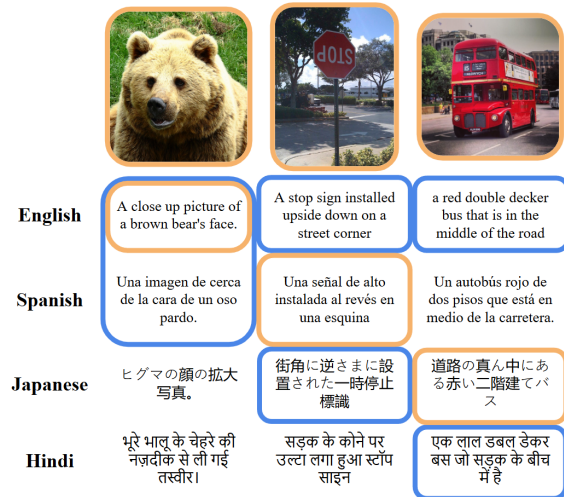 STOP
English
A close up picture of
a brown bear's face.
A stop sign installed
upside down on a
street corner
a red double decker
bus that is in the
middle of the road
Spanish
Una imagen de cerca
de la cara de un oso
pardo.
Una señal de alto
instalada al revés en
una esquina
Un autobús rojo de
dos pisos que está en
medio de la carretera.
Japanese
ヒグマの顔の拡大
写真。
街角に逆さまに設
置された一時停止
標識
道路の真ん中にあ
る赤い二階建てバ
ス
Hindi
भूरे भालू के चेहरे की
नज़दीक से ली गई
तस्वीर।
सड़क के कोने पर
उल्टा लगा हुआ स्टॉप
साइन
एक लाल डबल डेकर
बस जो सड़क के बीच
में है